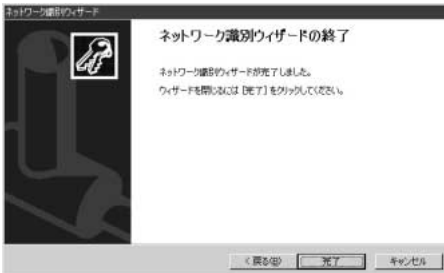 ネットワーク識別ウィザード
ネットワーク識別ウィザードの終了
ネットワーク識別ウィザードが完了しました。
ウィザードを閉じるには [完了] をクリックしてください。
< 戻る(B)
完了
キャンセル